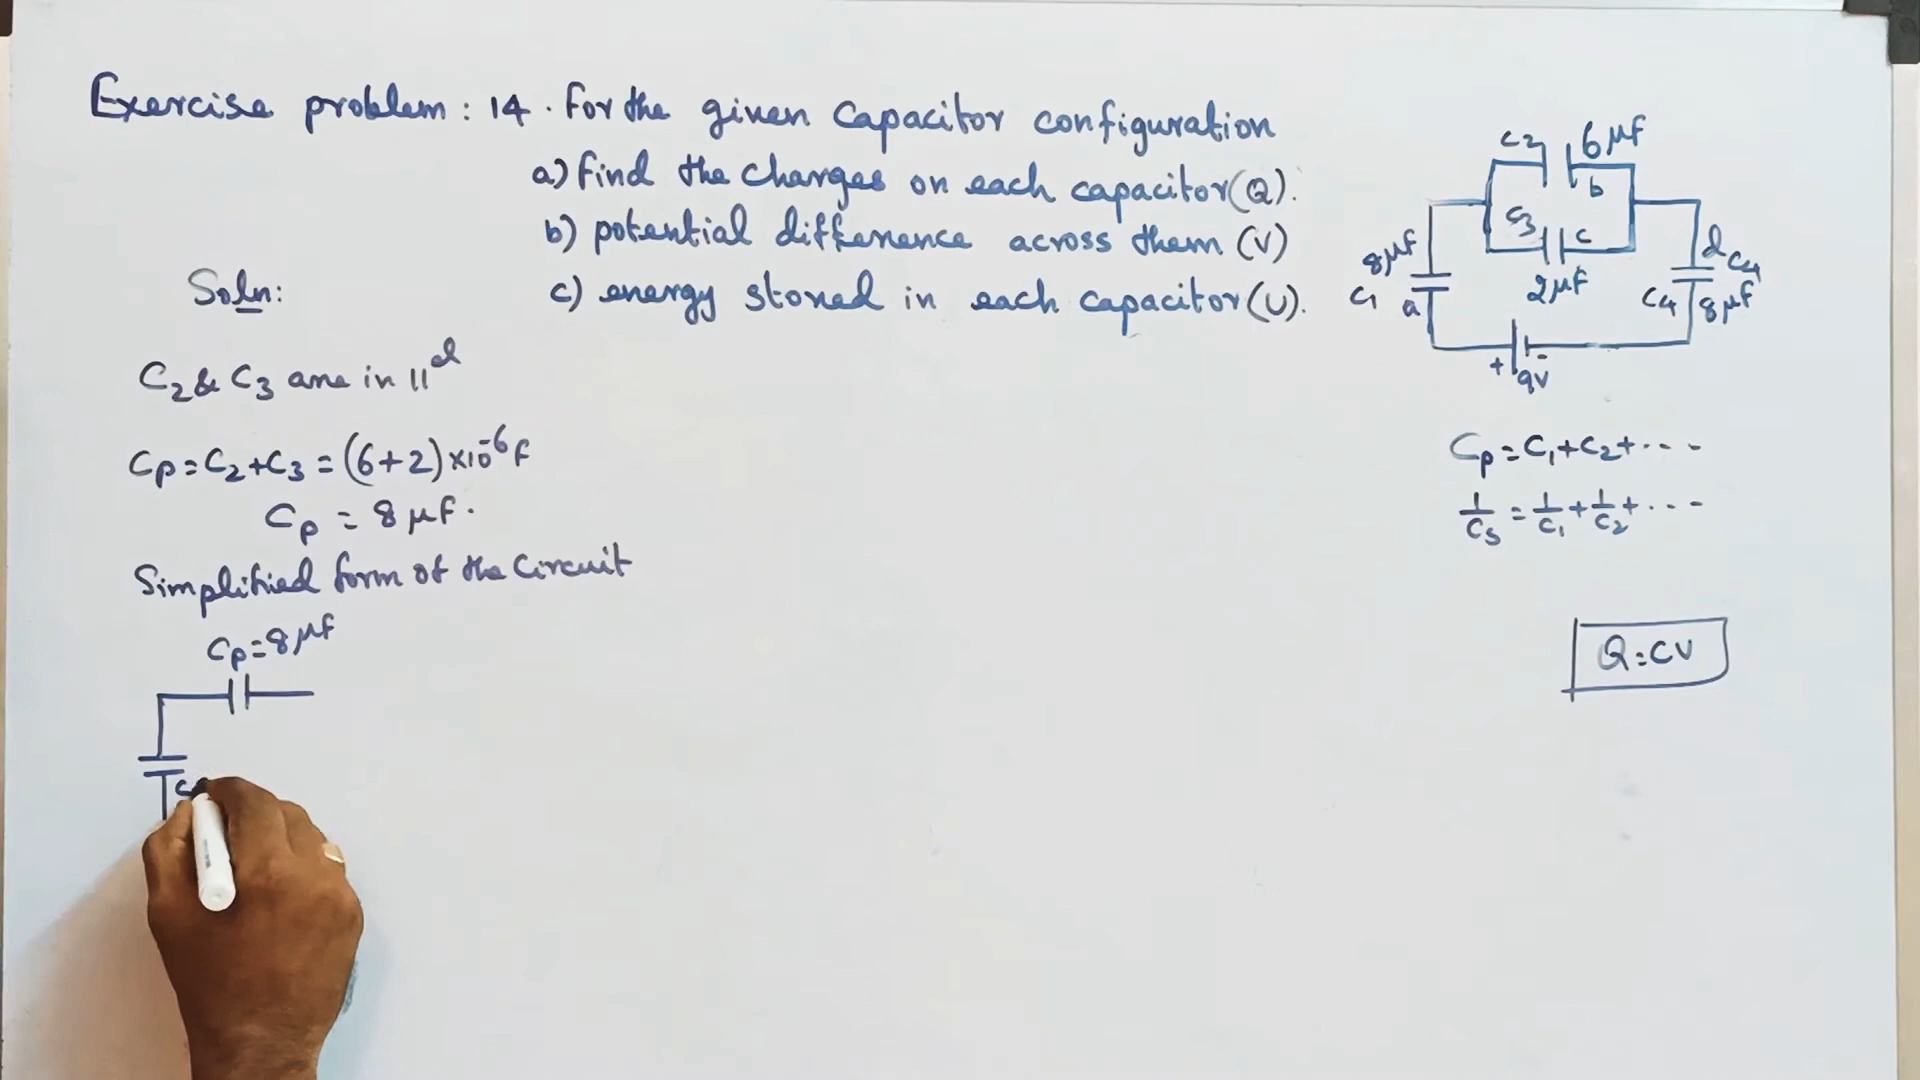 Exercise problem: 14. For the given capacitor configuration
a) find the charges on each capacitor(Q).
b) potential difference across them (V)
c) energy stored in each capacitor(U).
Soln:
C2 & C3 are in ||el
Cp = C2+C3 = (6+2)×10⁻⁶F
Cp = 8μF.
Simplified form of the Circuit
Cp=8μF
C2 6μF
b
C3 c
2μF
8μF
C1 a
d C4
C4 8μF
+ 9V -
Cp = C1+C2+----
1/Cs = 1/C1 + 1/C2 + ----
Q=CV